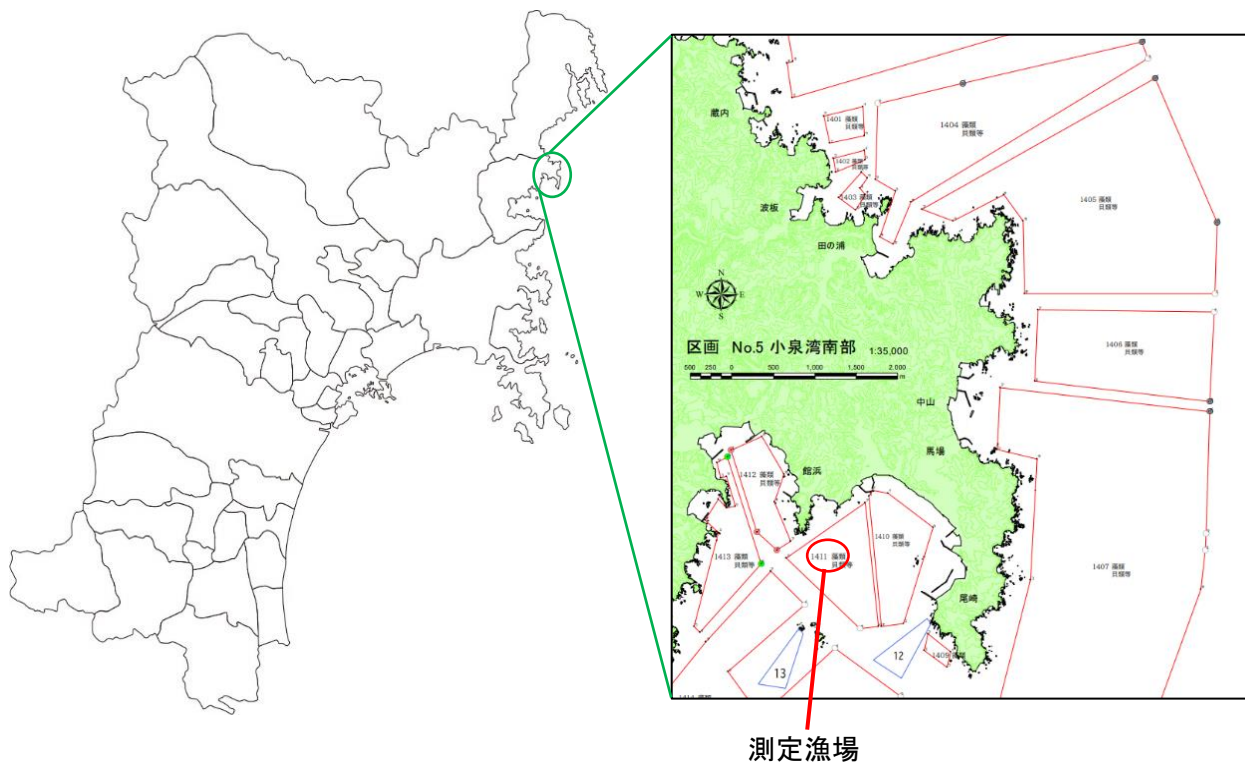 蔵内
1401 藻類
貝類等
1404 藻類
貝類等
1402 藻類
貝類等
1403 藻類
貝類等
波板
田の浦
1405 藻類
貝類等
N
W E
S
区画 No.5 小泉湾南部 1:35,000
500 250 0 500 1,000 1,500 2,000
m
1406 藻類
貝類等
中山
馬場
館浜
1412 藻類
貝類等
1410 藻類
貝類等
1413 藻類
貝類等
1411 藻類
貝類等
1407 藻類
貝類等
尾崎
1409 藻類
12
13
1414 藻類
測定漁場